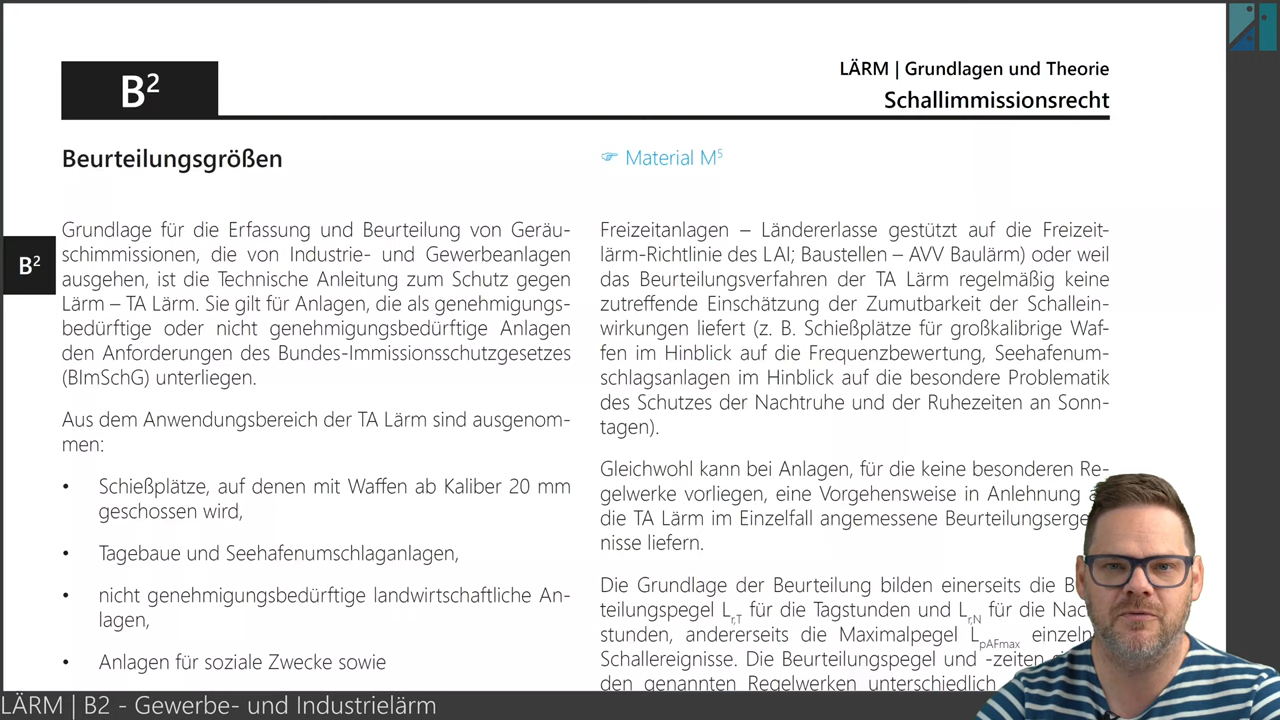 B²
LÄRM | Grundlagen und Theorie
Schallimmissionsrecht
Beurteilungsgrößen
☞ Material M⁵
B²
Grundlage für die Erfassung und Beurteilung von Geräu-
schimmissionen, die von Industrie- und Gewerbeanlagen
ausgehen, ist die Technische Anleitung zum Schutz gegen
Lärm – TA Lärm. Sie gilt für Anlagen, die als genehmigungs-
bedürftige oder nicht genehmigungsbedürftige Anlagen
den Anforderungen des Bundes-Immissionsschutzgesetzes
(BImSchG) unterliegen.
Aus dem Anwendungsbereich der TA Lärm sind ausgenom-
men:
• Schießplätze, auf denen mit Waffen ab Kaliber 20 mm
geschossen wird,
• Tagebaue und Seehafenumschlaganlagen,
• nicht genehmigungsbedürftige landwirtschaftliche An-
lagen,
• Anlagen für soziale Zwecke sowie
Freizeitanlagen – Ländererlasse gestützt auf die Freizeit-
lärm-Richtlinie des LAI; Baustellen – AVV Baulärm) oder weil
das Beurteilungsverfahren der TA Lärm regelmäßig keine
zutreffende Einschätzung der Zumutbarkeit der Schallein-
wirkungen liefert (z. B. Schießplätze für großkalibrige Waf-
fen im Hinblick auf die Frequenzbewertung, Seehafenum-
schlagsanlagen im Hinblick auf die besondere Problematik
des Schutzes der Nachtruhe und der Ruhezeiten an Sonn-
tagen).
Gleichwohl kann bei Anlagen, für die keine besonderen Re-
gelwerke vorliegen, eine Vorgehensweise in Anlehnung
die TA Lärm im Einzelfall angemessene
nisse liefern.
Die Grundlage der Beurteilung bilden einerseits die
teilungspegel Lr,T für die Tagstunden und Lr,N für die
stunden, andererseits die Maximalpegel LpAFmax
Schallereignisse. Die Beurteilungspegel und -zeiten
den genannten Regelwerken unterschiedlich
LÄRM | B2 - Gewerbe- und Industrielärm